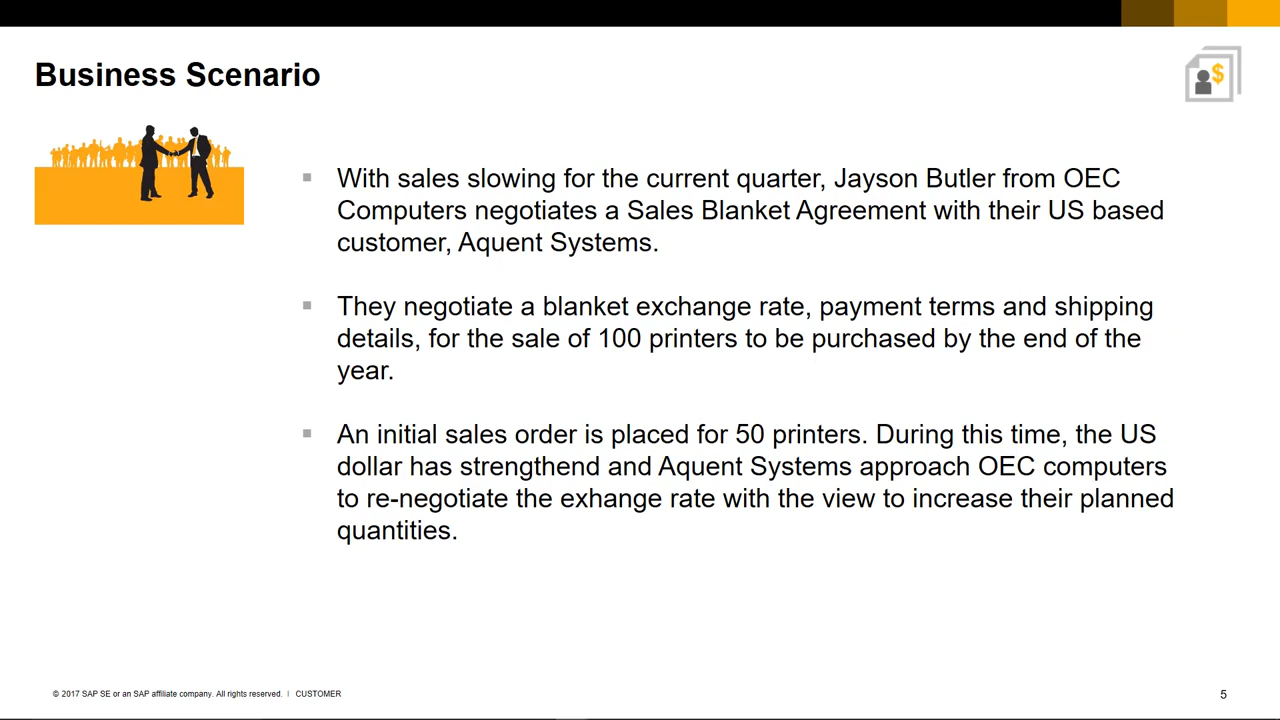 Business Scenario
$
▪ With sales slowing for the current quarter, Jayson Butler from OEC
Computers negotiates a Sales Blanket Agreement with their US based
customer, Aquent Systems.
▪ They negotiate a blanket exchange rate, payment terms and shipping
details, for the sale of 100 printers to be purchased by the end of the
year.
▪ An initial sales order is placed for 50 printers. During this time, the US
dollar has strengthend and Aquent Systems approach OEC computers
to re-negotiate the exhange rate with the view to increase their planned
quantities.
© 2017 SAP SE or an SAP affiliate company. All rights reserved. | CUSTOMER
5